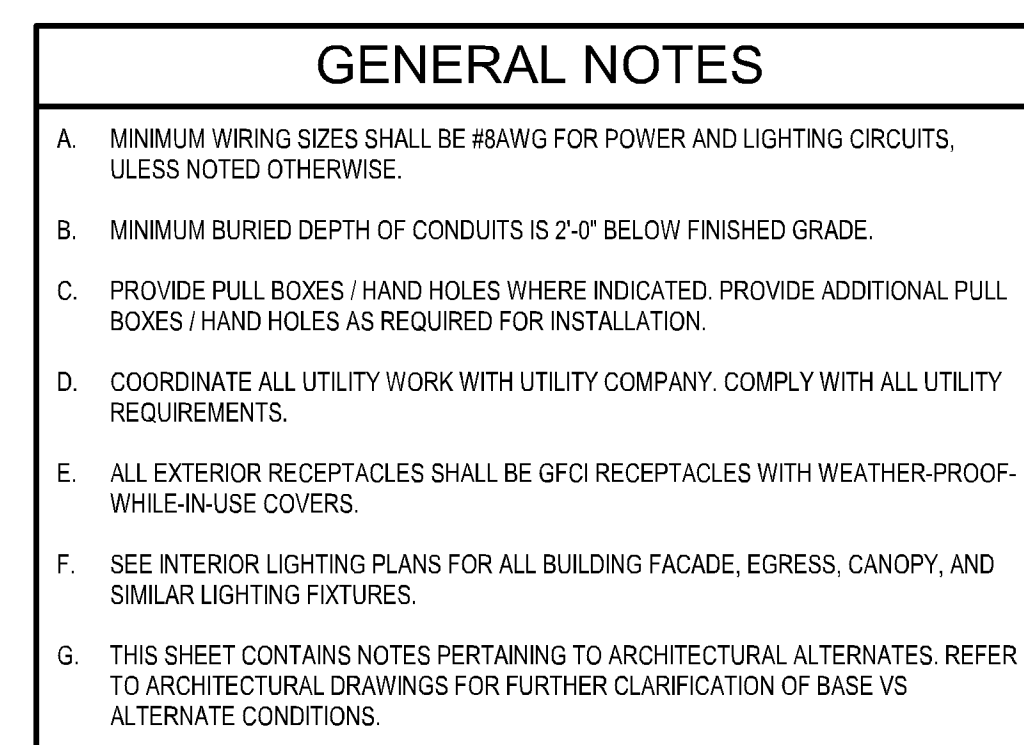 GENERAL NOTES
A. MINIMUM WIRING SIZES SHALL BE #8AWG FOR POWER AND LIGHTING CIRCUITS,
ULESS NOTED OTHERWISE.
B. MINIMUM BURIED DEPTH OF CONDUITS IS 2'-0" BELOW FINISHED GRADE.
C. PROVIDE PULL BOXES / HAND HOLES WHERE INDICATED. PROVIDE ADDITIONAL PULL
BOXES / HAND HOLES AS REQUIRED FOR INSTALLATION.
D. COORDINATE ALL UTILITY WORK WITH UTILITY COMPANY. COMPLY WITH ALL UTILITY
REQUIREMENTS.
E. ALL EXTERIOR RECEPTACLES SHALL BE GFCI RECEPTACLES WITH WEATHER-PROOF-
WHILE-IN-USE COVERS.
F. SEE INTERIOR LIGHTING PLANS FOR ALL BUILDING FACADE, EGRESS, CANOPY, AND
SIMILAR LIGHTING FIXTURES.
G. THIS SHEET CONTAINS NOTES PERTAINING TO ARCHITECTURAL ALTERNATES. REFER
TO ARCHITECTURAL DRAWINGS FOR FURTHER CLARIFICATION OF BASE VS
ALTERNATE CONDITIONS.